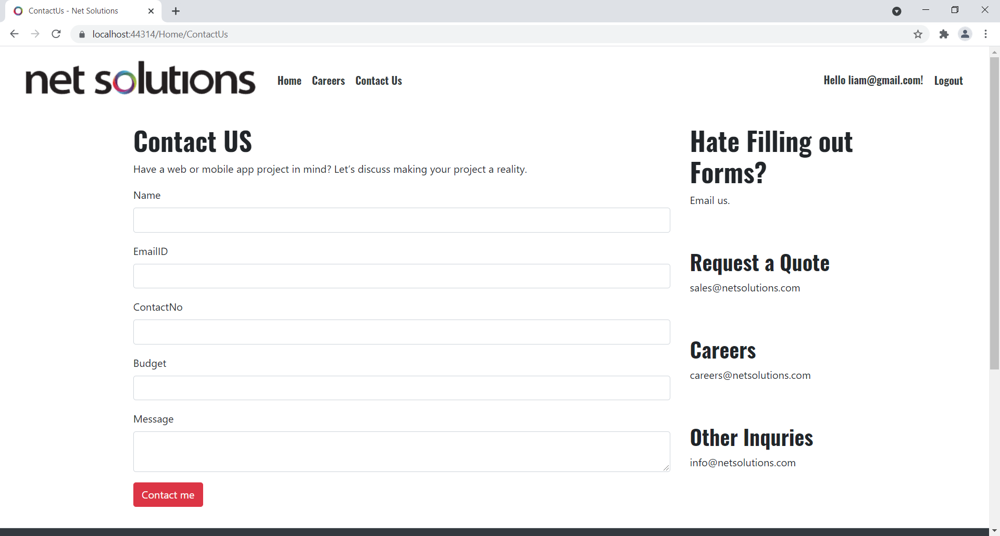 ContactUs - Net Solutions
localhost:44314/Home/ContactUs
net solutions
Home Careers Contact Us
Hello liam@gmail.com! Logout
Contact US
Have a web or mobile app project in mind? Let’s discuss making your project a reality.
Name
EmailID
ContactNo
Budget
Message
Contact me
Hate Filling out
Forms?
Email us.
Request a Quote
sales@netsolutions.com
Careers
careers@netsolutions.com
Other Inquries
info@netsolutions.com